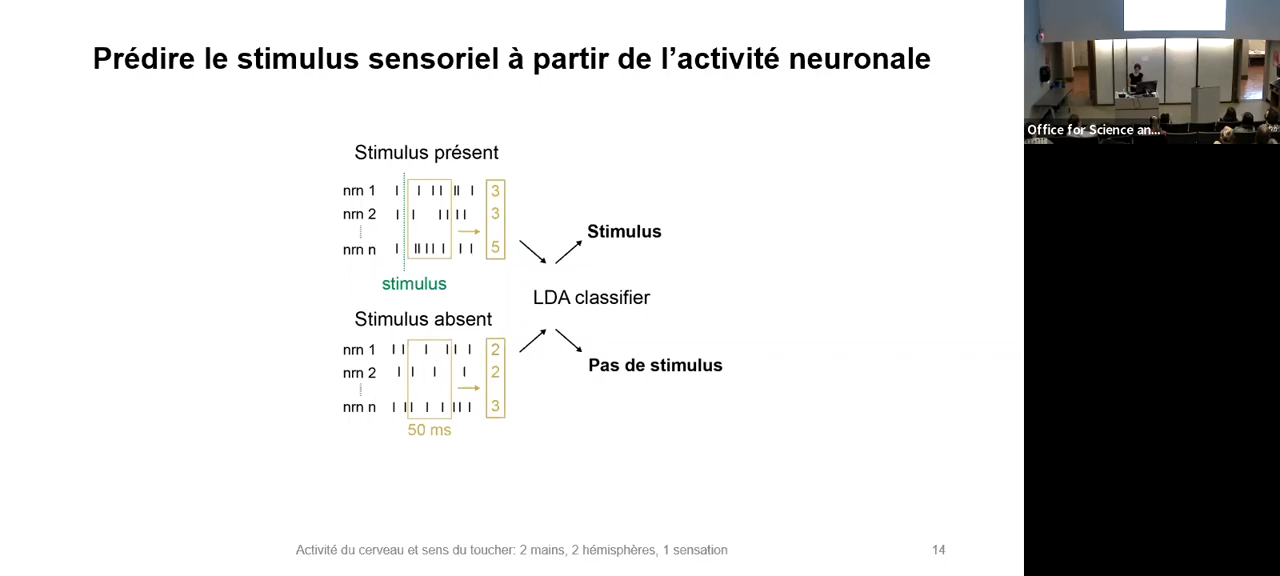 Prédire le stimulus sensoriel à partir de l'activité neuronale
Office for Science an...
Stimulus présent
nrn 1 3
nrn 2 3
nrn n 5
stimulus
Stimulus
LDA classifier
Stimulus absent
nrn 1 2
nrn 2 2
Pas de stimulus
nrn n 3
50 ms
Activité du cerveau et sens du toucher: 2 mains, 2 hémisphères, 1 sensation
14